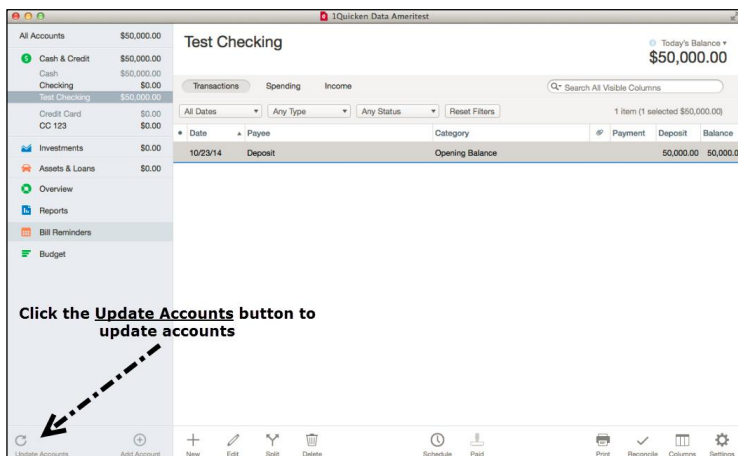 1Quicken Data Ameritest
All Accounts $50,000.00
Cash & Credit $50,000.00
Cash $50,000.00
Checking $0.00
Test Checking $50,000.00
Credit Card $0.00
CC 123 $0.00
Investments $0.00
Assets & Loans $0.00
Overview
Reports
Bill Reminders
Budget
Click the Update Accounts button to
update accounts
Update Accounts Add Account
Test Checking
Today's Balance
$50,000.00
Transactions Spending Income
Search All Visible Columns
All Dates Any Type Any Status Reset Filters
1 item (1 selected $50,000.00)
Date Payee Category Payment Deposit Balance
10/23/14 Deposit Opening Balance 50,000.00 50,000.0
New Edit Split Delete Schedule Paid Print Reconcile Columns Settings